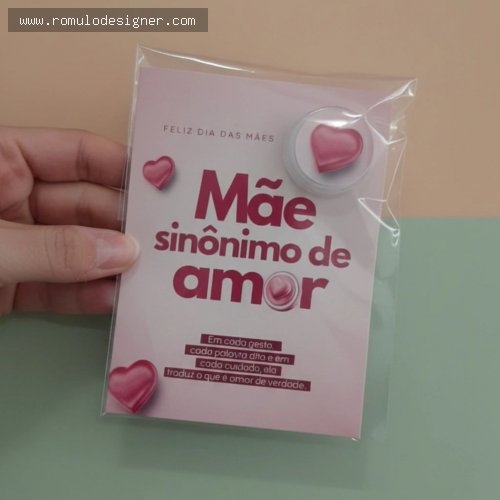 www.romulodesigner.com
FELIZ DIA DAS MÃES
Mãe
sinônimo de
amor
Em cada gesto,
cada palavra dita e em
cada cuidado, ela
traduz o que é amor de verdade.